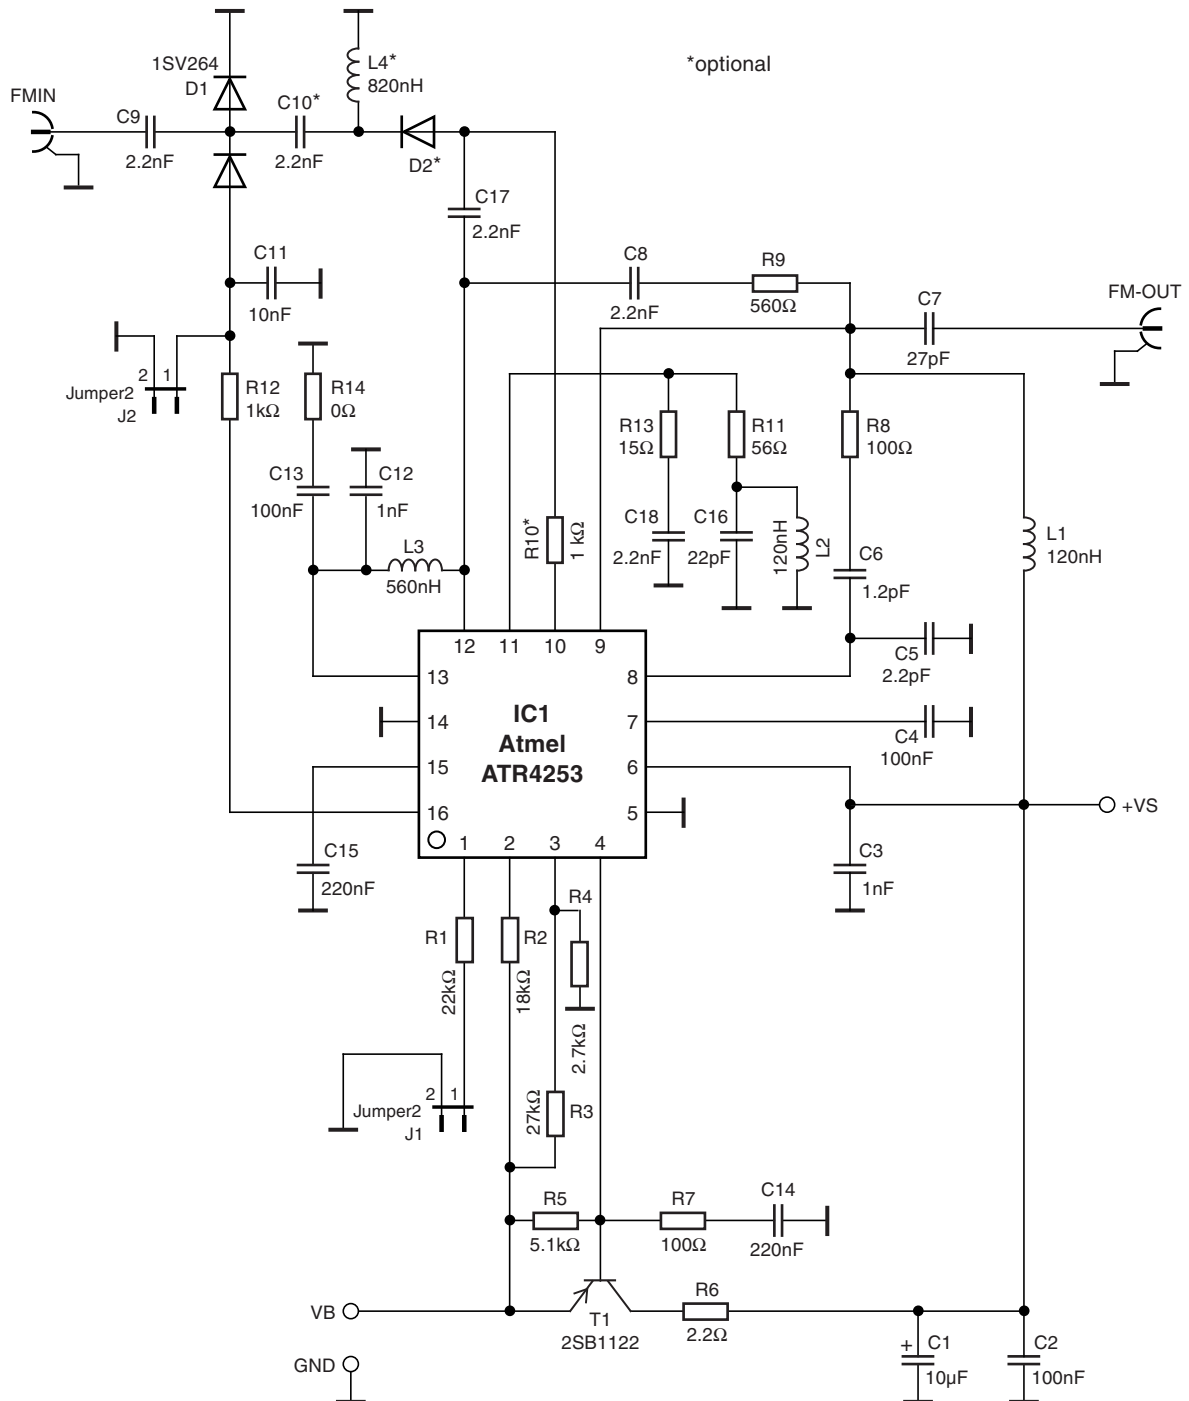 *optional
1SV264
D1
L4*
820nH
FMIN
C9
2.2nF
C10*
2.2nF
D2*
C17
2.2nF
C11
10nF
C8
2.2nF
R9
560Ω
C7
27pF
FM-OUT
2 1
Jumper2
J2
R12
1kΩ
R14
0Ω
R13
15Ω
R11
56Ω
R8
100Ω
C13
100nF
C12
1nF
R10*
1 kΩ
C18
2.2nF
C16
22pF
120nH
L2
L1
120nH
L3
560nH
C6
1.2pF
12 11 10 9
C5
2.2pF
13
8
14
7
C4
100nF
IC1
Atmel
ATR4253
15
6
16
5
+VS
1 2 3 4
C15
220nF
C3
1nF
R1
22kΩ
R2
18kΩ
R4
2.7kΩ
2 1
Jumper2
J1
27kΩ
R3
R5
5.1kΩ
R7
100Ω
C14
220nF
VB
T1
2SB1122
R6
2.2Ω
GND
+
C1
10µF
C2
100nF